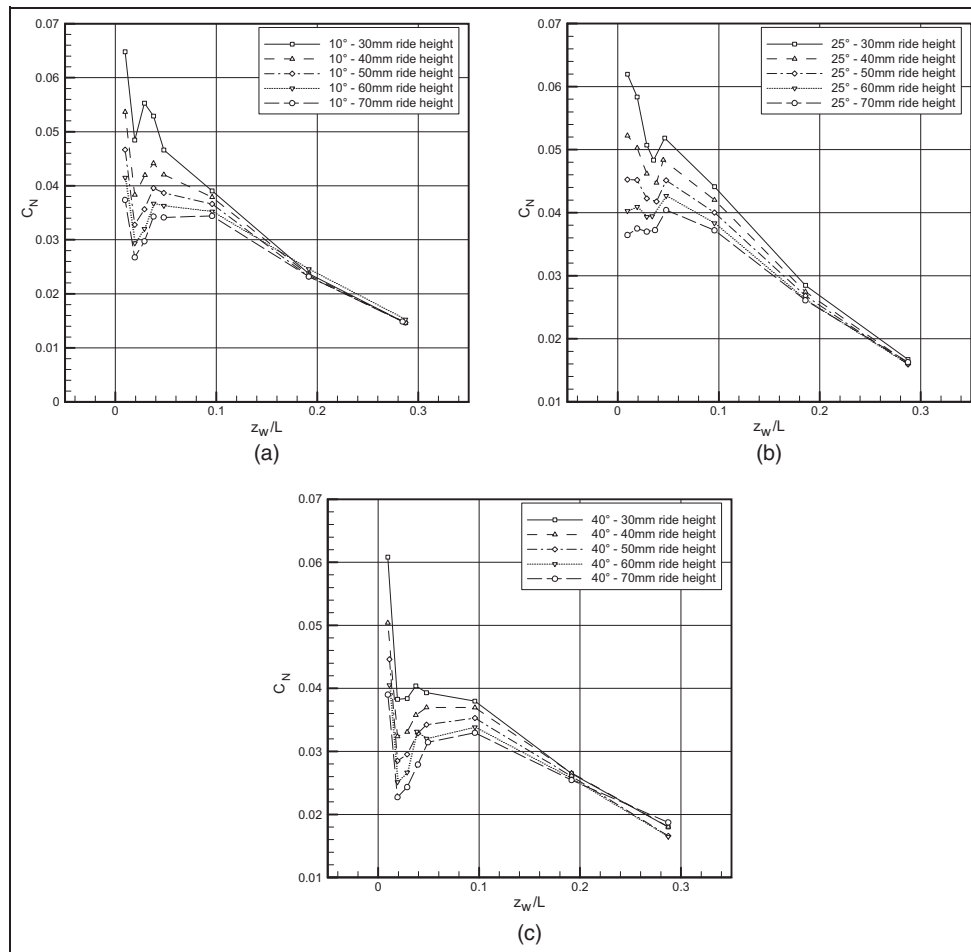 0.07
0.06
0.05
0.04
0.03
0.02
0.01
0
C_N
10° - 30mm ride height
10° - 40mm ride height
10° - 50mm ride height
10° - 60mm ride height
10° - 70mm ride height
0 0.1 0.2 0.3
z_w/L
(a)
0.07
0.06
0.05
0.04
0.03
0.02
0.01
C_N
25° - 30mm ride height
25° - 40mm ride height
25° - 50mm ride height
25° - 60mm ride height
25° - 70mm ride height
0 0.1 0.2 0.3
z_w/L
(b)
0.07
0.06
0.05
0.04
0.03
0.02
0.01
C_N
40° - 30mm ride height
40° - 40mm ride height
40° - 50mm ride height
40° - 60mm ride height
40° - 70mm ride height
0 0.1 0.2 0.3
z_w/L
(c)